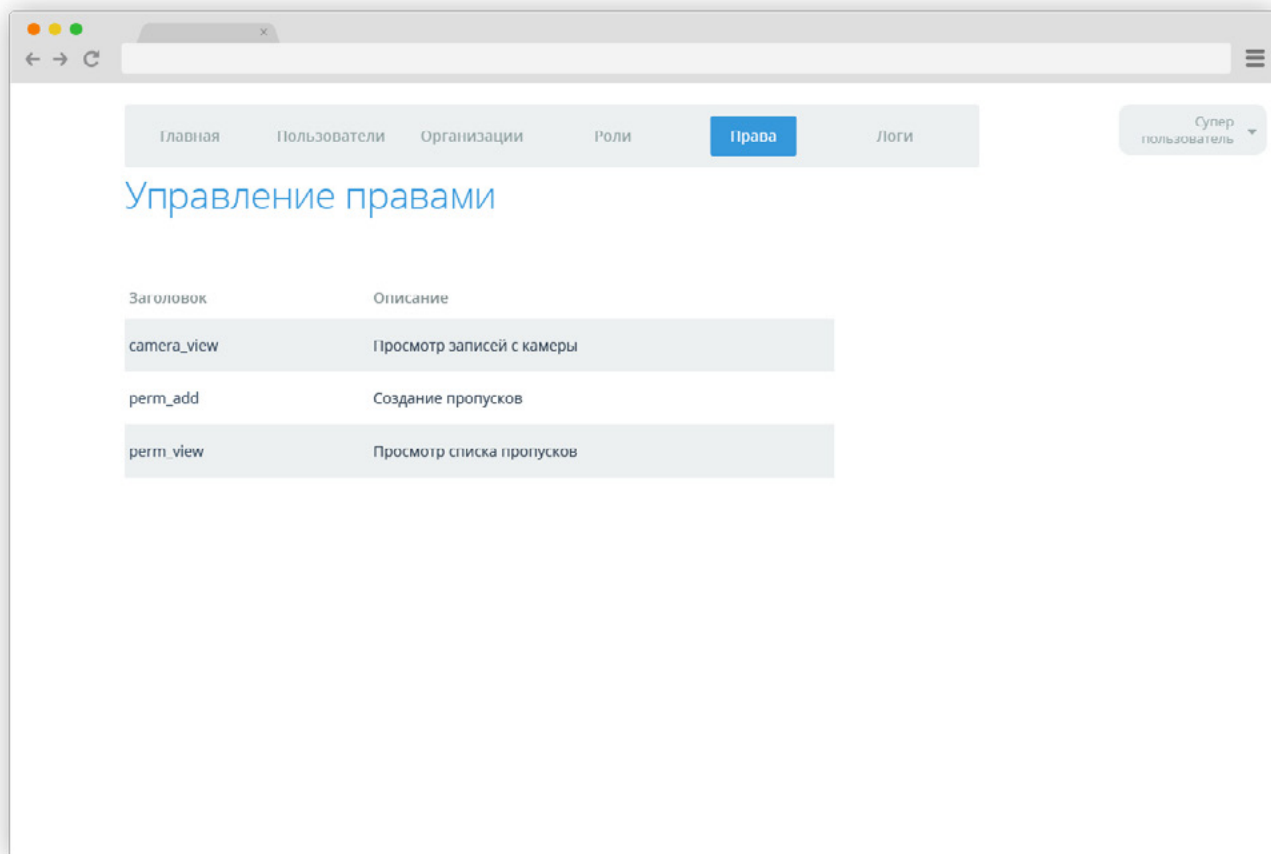 Главная Пользователи Организации Роли Права Логи
Супер
пользователь
Управление правами
Заголовок Описание
camera_view Просмотр записей с камеры
perm_add Создание пропусков
perm_view Просмотр списка пропусков